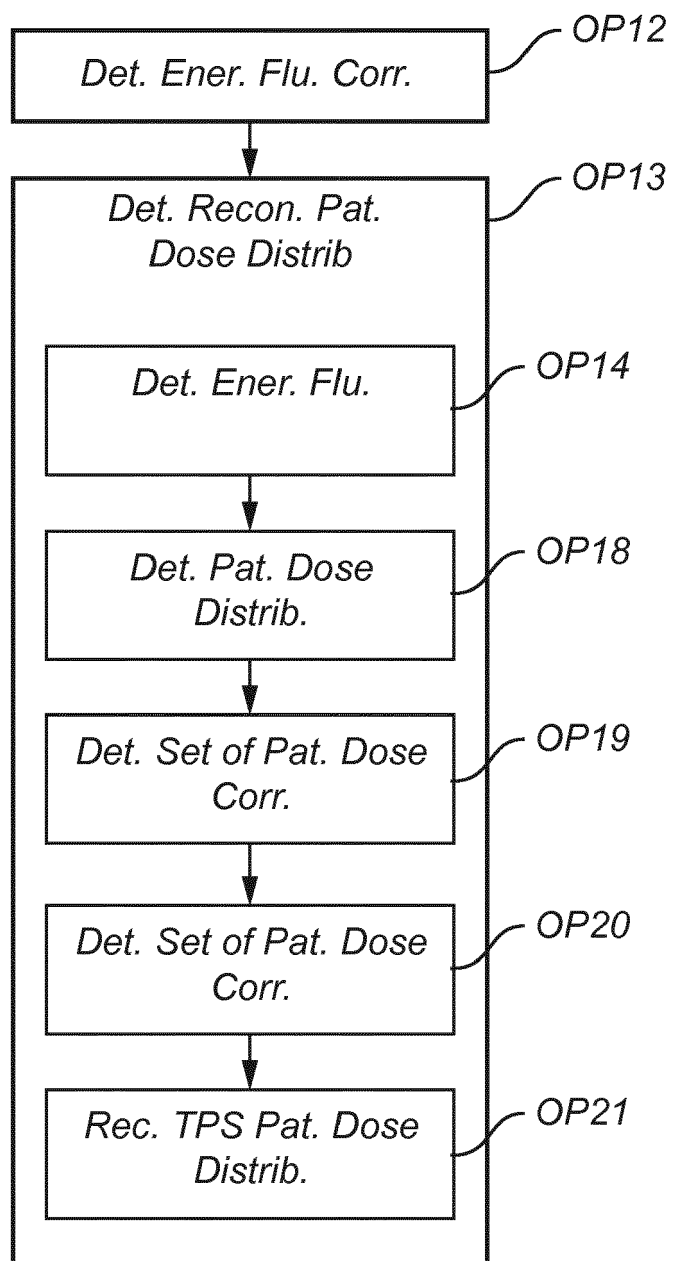 OP12
Det. Ener. Flu. Corr.
OP13
Det. Recon. Pat.
Dose Distrib
OP14
Det. Ener. Flu.
OP18
Det. Pat. Dose
Distrib.
OP19
Det. Set of Pat. Dose
Corr.
OP20
Det. Set of Pat. Dose
Corr.
OP21
Rec. TPS Pat. Dose
Distrib.